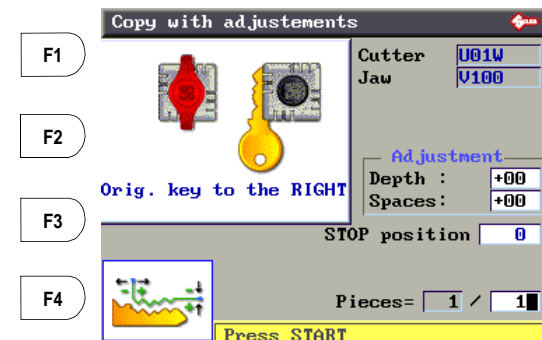 Copy with adjustements
F1
Cutter U01W
Jaw V100
F2
Adjustment
Depth : +00
Orig. key to the RIGHT
Spaces: +00
F3
STOP position 0
F4
Pieces= 1 / 1
Press START